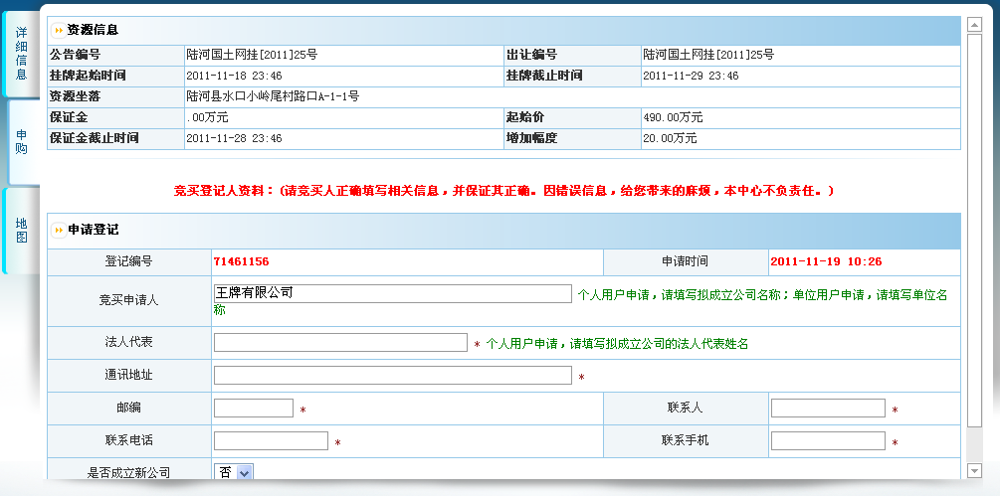 详细信息
申购
地图
资源信息
公告编号 陆河国土网挂[2011]25号 出让编号 陆河国土网挂[2011]25号
挂牌起始时间 2011-11-18 23:46 挂牌截止时间 2011-11-29 23:46
资源坐落 陆河县水口小岭尾村路口A-1-1号
保证金 .00万元 起始价 490.00万元
保证金截止时间 2011-11-28 23:46 增加幅度 20.00万元
竞买登记人资料：(请竞买人正确填写相关信息，并保证其正确。因错误信息，给您带来的麻烦，本中心不负责任。)
申请登记
登记编号 71461156 申请时间 2011-11-19 10:26
竞买申请人 王牌有限公司 个人用户申请，请填写拟成立公司名称；单位用户申请，请填写单位名
称
法人代表 * 个人用户申请，请填写拟成立公司的法人代表姓名
通讯地址 *
邮编 * 联系人 *
联系电话 * 联系手机 *
是否成立新公司 否